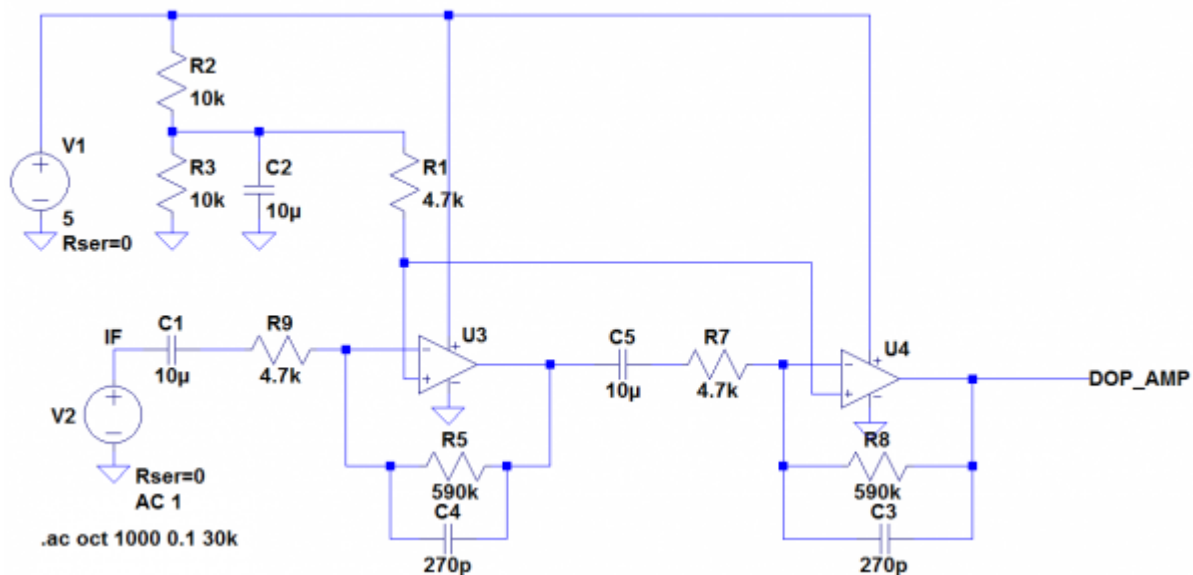 R2
10k
V1
R3
10k
C2
10µ
R1
4.7k
5
Rser=0
IF
C1
10µ
R9
4.7k
U3
C5
10µ
R7
4.7k
U4
DOP_AMP
V2
Rser=0
AC 1
R5
590k
C4
270p
R8
590k
C3
270p
.ac oct 1000 0.1 30k